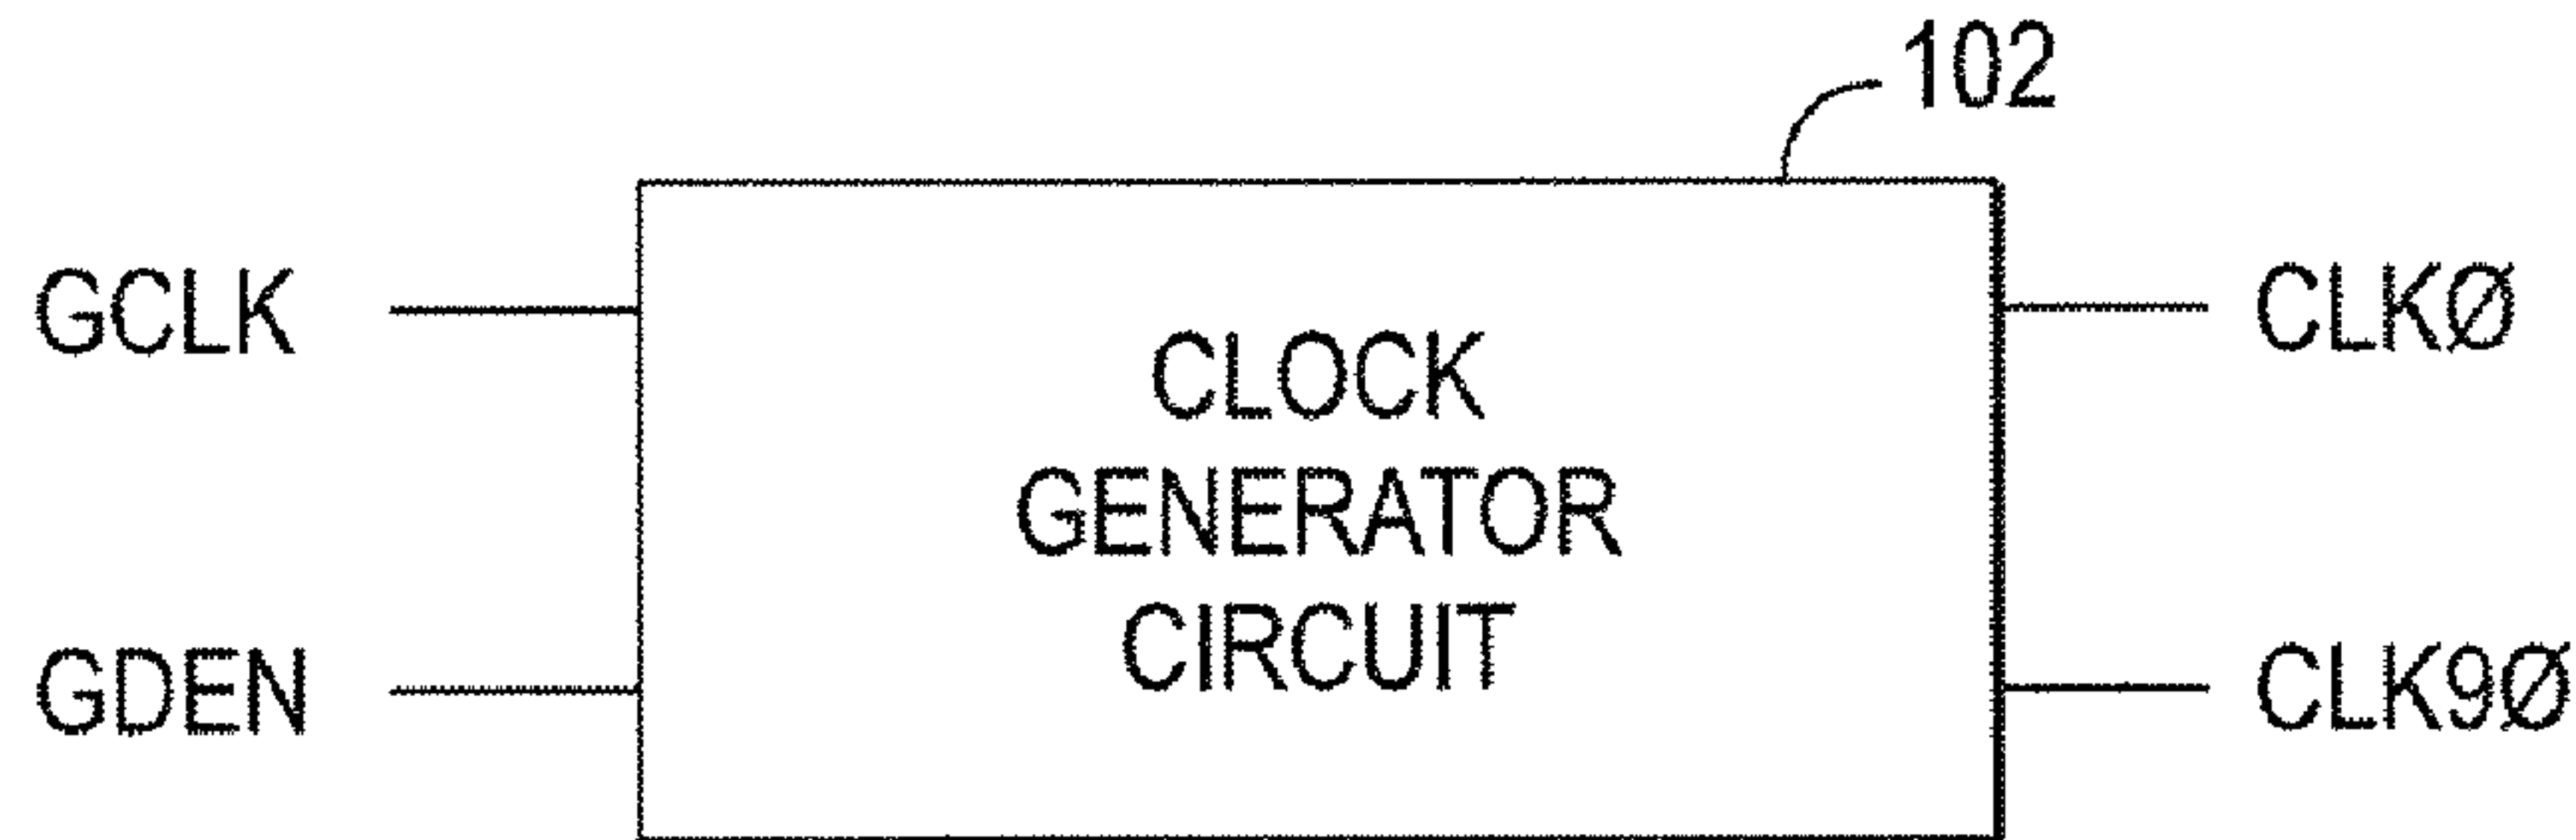 102
GCLK
CLKØ
CLOCK
GENERATOR
CIRCUIT
GDEN
CLK9Ø